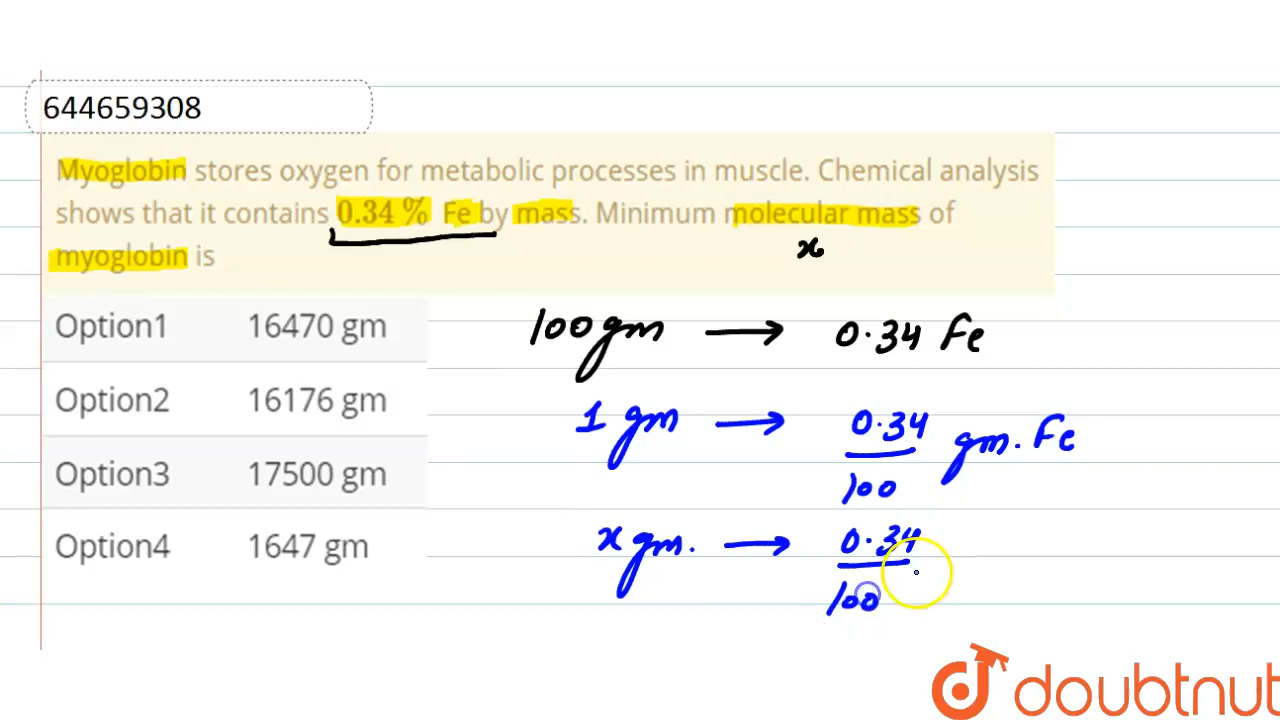 644659308
Myoglobin stores oxygen for metabolic processes in muscle. Chemical analysis
shows that it contains 0.34 % Fe by mass. Minimum molecular mass of
myoglobin is
x
Option1 16470 gm
Option2 16176 gm
Option3 17500 gm
Option4 1647 gm
100gm → 0.34 Fe
1 gm → 0.34/100 gm. Fe
x gm. → 0.34/100
doubtnut